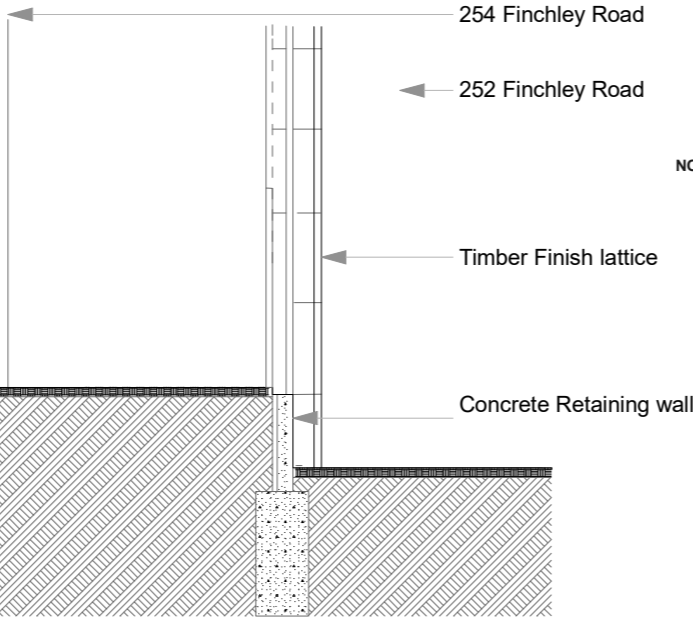 254 Finchley Road
252 Finchley Road
Timber Finish lattice
Concrete Retaining wall